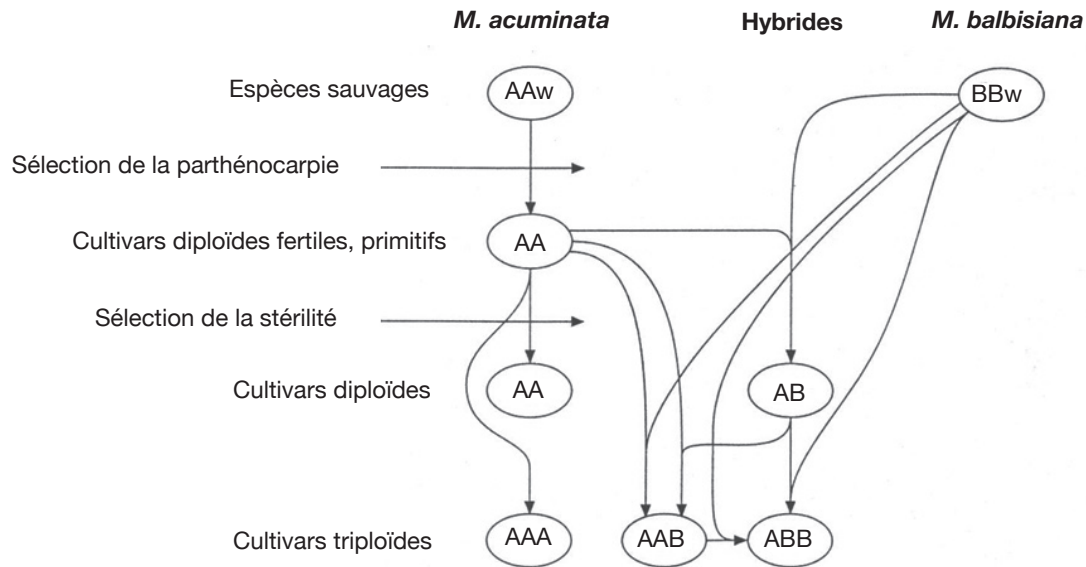 M. acuminata Hybrides M. balbisiana
Espèces sauvages AAw BBw
Sélection de la parthénocarpie
Cultivars diploïdes fertiles, primitifs AA
Sélection de la stérilité
Cultivars diploïdes AA AB
Cultivars triploïdes AAA AAB ABB